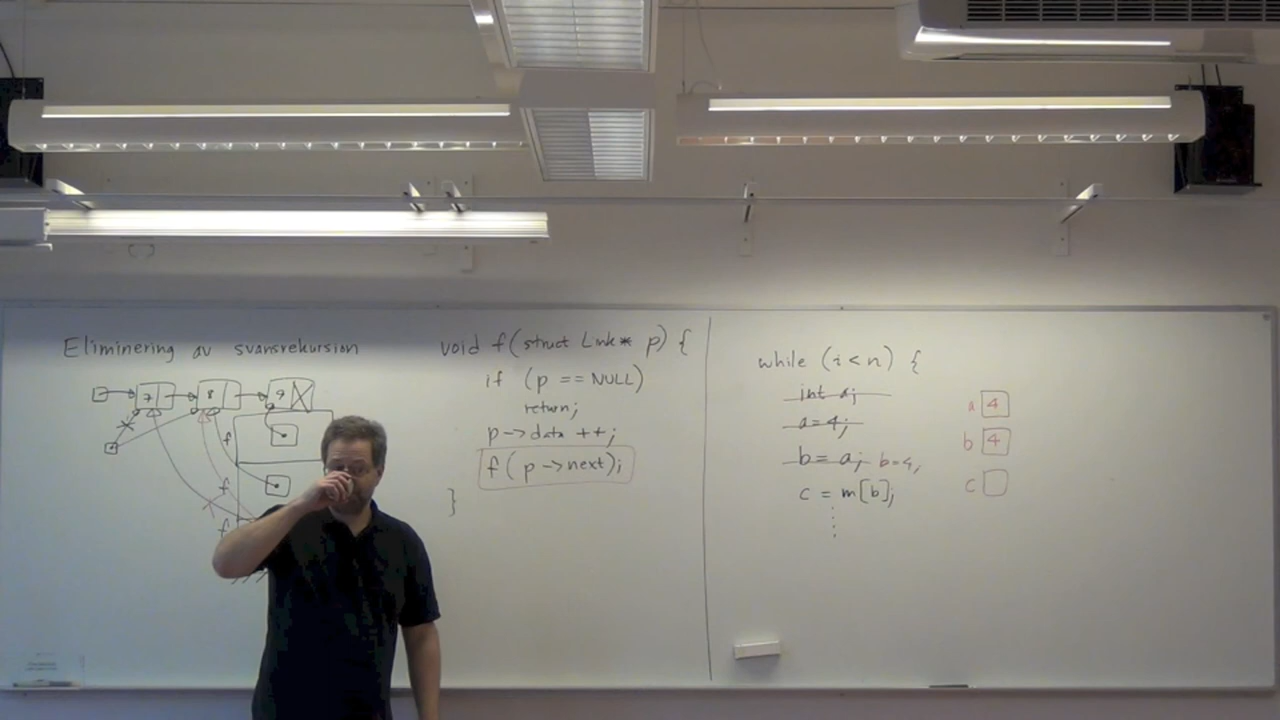 Eliminering av svansrekursion
7 8 9
f
f
f
void f(struct Link* p) {
if (p == NULL)
return;
p->data ++;
f(p->next);
}
while (i < n) {
int a;
a = 4;
b = a; b=4;
c = m[b];
a 4
b 4
c